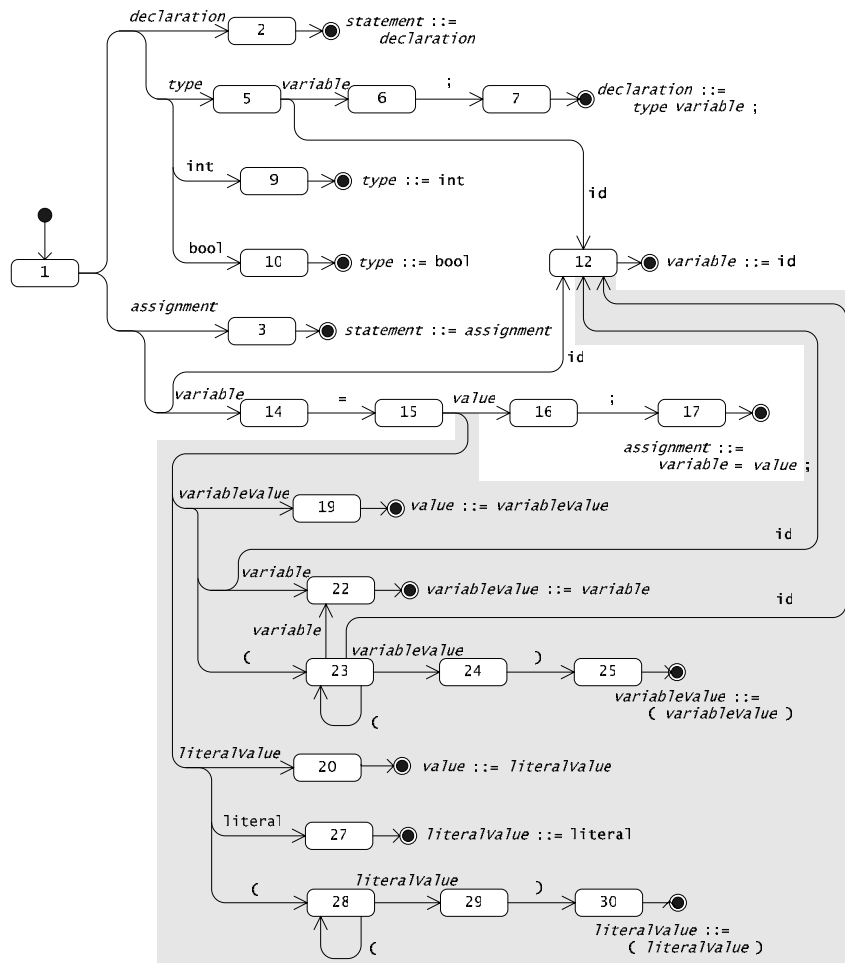 declaration
2
statement ::=
declaration
type
5
variable
6
;
7
declaration ::=
type variable ;
int
9
type ::= int
id
bool
10
type ::= bool
12
variable ::= id
1
assignment
3
statement ::= assignment
id
variable
14
=
15
value
16
;
17
assignment ::=
variable = value ;
variableValue
19
value ::= variableValue
id
variable
22
variableValue ::= variable
id
variable
(
23
variableValue
24
)
25
(
variableValue ::=
( variableValue )
literalValue
20
value ::= literalValue
literal
27
literalValue ::= literal
(
28
literalValue
29
)
30
(
literalValue ::=
( literalValue )